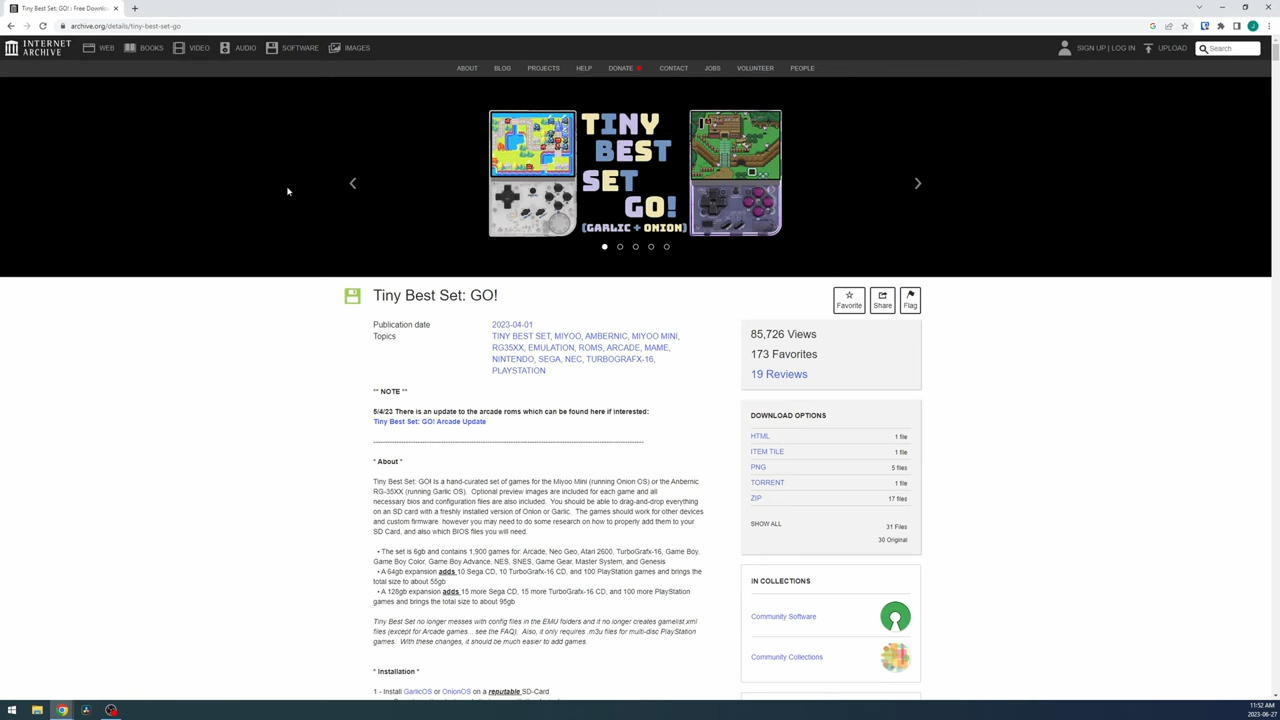 Tiny Best Set: GO! : Free Downlo
archive.org/details/tiny-best-set-go
INTERNET
ARCHIVE
WEB
BOOKS
VIDEO
AUDIO
SOFTWARE
IMAGES
SIGN UP | LOG IN
UPLOAD
Search
ABOUT
BLOG
PROJECTS
HELP
DONATE
CONTACT
JOBS
VOLUNTEER
PEOPLE
TINY
BEST
SET
GO!
(GARLIC + ONION)
Tiny Best Set: GO!
Favorite
Share
Flag
Publication date
2023-04-01
Topics
TINY BEST SET, MIYOO, AMBERNIC, MIYOO MINI,
RG35XX, EMULATION, ROMS, ARCADE, MAME,
NINTENDO, SEGA, NEC, TURBOGRAFX-16,
PLAYSTATION
** NOTE **
5/4/23 There is an update to the arcade roms which can be found here if interested:
Tiny Best Set: GO! Arcade Update
--------------------------------------------------------------------------------------------------------
* About *
Tiny Best Set: GO! Is a hand-curated set of games for the Miyoo Mini (running Onion OS) or the Anbernic
RG-35XX (running Garlic OS). Optional preview images are included for each game and all
necessary bios and configuration files are also included. You should be able to drag-and-drop everything
on an SD card with a freshly installed version of Onion or Garlic. The games should work for other devices
and custom firmware however you may need to do some research on how to properly add them to your
SD Card, and also which BIOS files you will need.
• The set is 6gb and contains 1,900 games for: Arcade, Neo Geo, Atari 2600, TurboGrafx-16, Game Boy,
Game Boy Color, Game Boy Advance, NES, SNES, Game Gear, Master System, and Genesis
• A 64gb expansion adds 10 Sega CD, 10 TurboGrafx-16 CD, and 100 PlayStation games and brings the
total size to about 55gb
• A 128gb expansion adds 15 more Sega CD, 15 more TurboGrafx-16 CD, and 100 more PlayStation
games and brings the total size to about 95gb
Tiny Best Set no longer messes with config files in the EMU folders and it no longer creates gamelist.xml
files (except for Arcade games... see the FAQ). Also, it only requires .m3u files for multi-disc PlayStation
games. With these changes, it should be much easier to add games.
* Installation *
1 - Install GarlicOS or OnionOS on a reputable SD-Card
85,726 Views
173 Favorites
19 Reviews
DOWNLOAD OPTIONS
HTML 1 file
ITEM TILE 1 file
PNG 5 files
TORRENT 1 file
ZIP 17 files
SHOW ALL 31 Files
30 Original
IN COLLECTIONS
Community Software
Community Collections
11:52 AM
2023-06-27